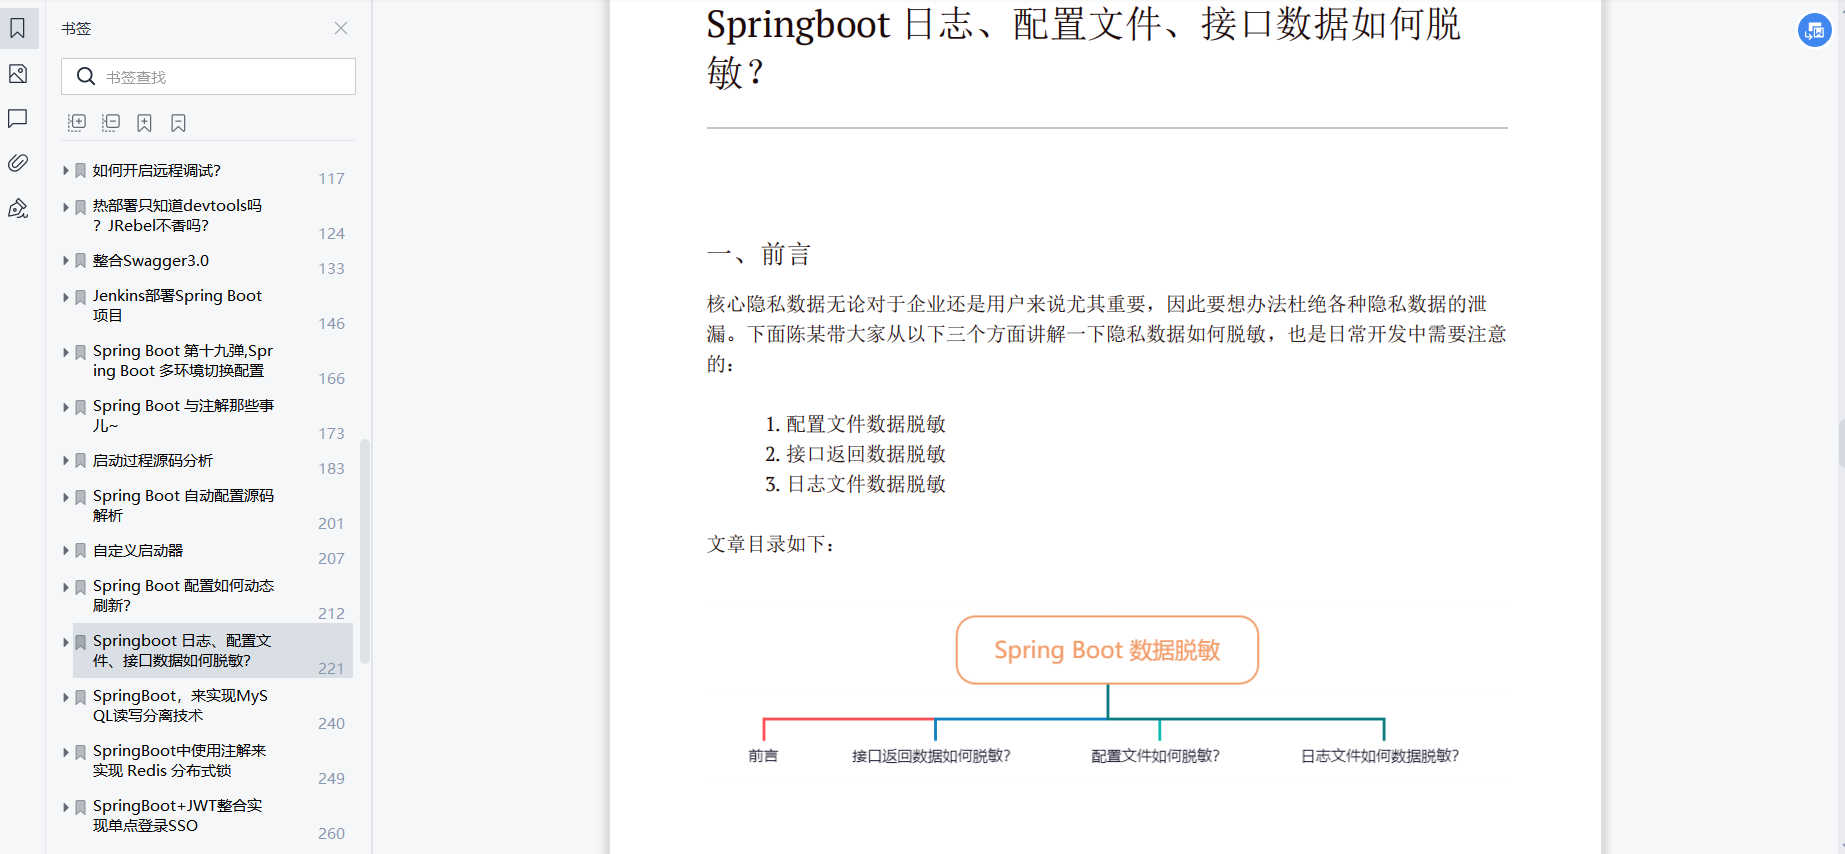 书签
书签查找
如何开启远程调试?
117
热部署只知道devtools吗
？JRebel不香吗?
124
整合Swagger3.0
133
Jenkins部署Spring Boot
项目
146
Spring Boot 第十九弹,Spr
ing Boot 多环境切换配置
166
Spring Boot 与注解那些事
儿~
173
启动过程源码分析
183
Spring Boot 自动配置源码
解析
201
自定义启动器
207
Spring Boot 配置如何动态
刷新?
212
Springboot 日志、配置文
件、接口数据如何脱敏?
221
SpringBoot，来实现MyS
QL读写分离技术
240
SpringBoot中使用注解来
实现 Redis 分布式锁
249
SpringBoot+JWT整合实
现单点登录SSO
260
Springboot 日志、配置文件、接口数据如何脱
敏?
一、前言
核心隐私数据无论对于企业还是用户来说尤其重要，因此要想办法杜绝各种隐私数据的泄
漏。下面陈某带大家从以下三个方面讲解一下隐私数据如何脱敏，也是日常开发中需要注意
的：
1. 配置文件数据脱敏
2. 接口返回数据脱敏
3. 日志文件数据脱敏
文章目录如下：
Spring Boot 数据脱敏
前言
接口返回数据如何脱敏?
配置文件如何脱敏?
日志文件如何数据脱敏?